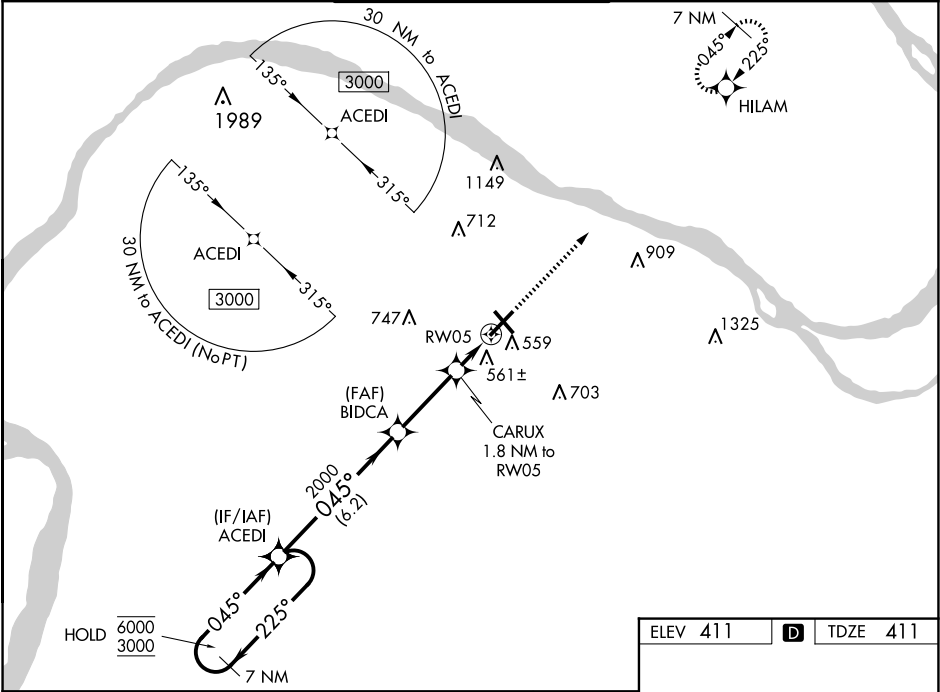 30 NM to ACEDI
135°
3000
ACEDI
315°
1989
7 NM
045°
225°
HILAM
1149
712
135°
ACEDI
315°
3000
30 NM to ACEDI (NoPT)
909
1325
747
RW05
559
561±
703
(FAF)
BIDCA
CARUX
1.8 NM to
RW05
2000
045°
(6.2)
(IF/IAF)
ACEDI
045°
225°
HOLD
6000
3000
7 NM
ELEV 411
D
TDZE 411